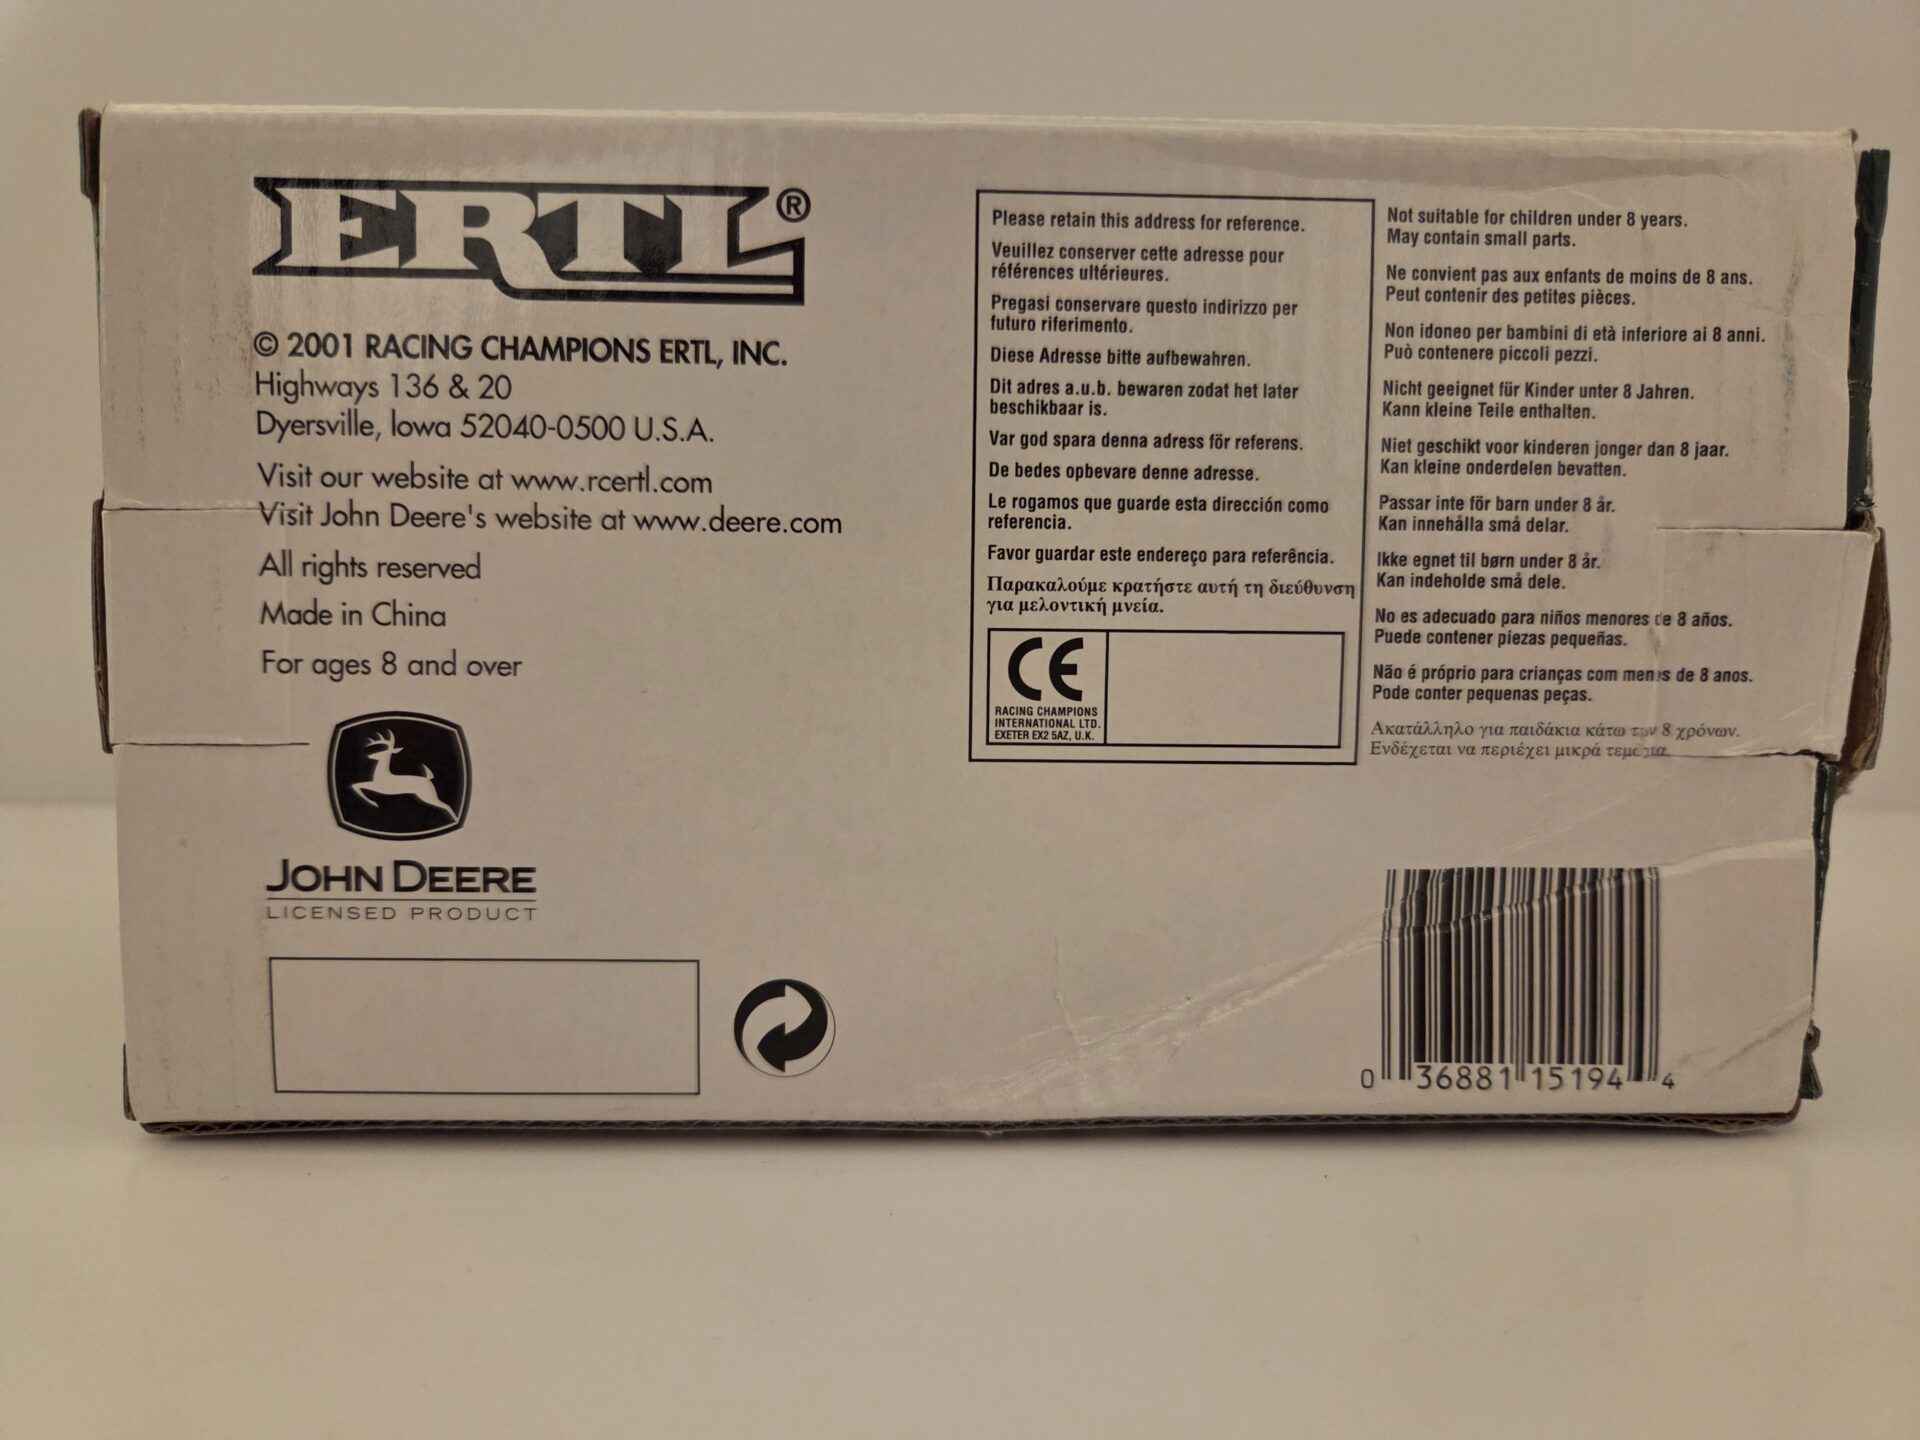 ERTL®
© 2001 RACING CHAMPIONS ERTL, INC.
Highways 136 & 20
Dyersville, Iowa 52040-0500 U.S.A.
Visit our website at www.rcertl.com
Visit John Deere's website at www.deere.com
All rights reserved
Made in China
For ages 8 and over
JOHN DEERE
LICENSED PRODUCT
Please retain this address for reference.
Veuillez conserver cette adresse pour
références ultérieures.
Pregasi conservare questo indirizzo per
futuro riferimento.
Diese Adresse bitte aufbewahren.
Dit adres a.u.b. bewaren zodat het later
beschikbaar is.
Var god spara denna adress för referens.
De bedes opbevare denne adresse.
Le rogamos que guarde esta dirección como
referencia.
Favor guardar este endereço para referência.
Παρακαλούμε κρατήστε αυτή τη διεύθυνση
για μελοντική μνεία.
CE
RACING CHAMPIONS
INTERNATIONAL LTD.
EXETER EX2 5AZ, U.K.
Not suitable for children under 8 years.
May contain small parts.
Ne convient pas aux enfants de moins de 8 ans.
Peut contenir des petites pièces.
Non idoneo per bambini di età inferiore ai 8 anni.
Può contenere piccoli pezzi.
Nicht geeignet für Kinder unter 8 Jahren.
Kann kleine Teile enthalten.
Niet geschikt voor kinderen jonger dan 8 jaar.
Kan kleine onderdelen bevatten.
Passar inte för barn under 8 år.
Kan innehålla små delar.
Ikke egnet til børn under 8 år.
Kan indeholde små dele.
No es adecuado para niños menores de 8 años.
Puede contener piezas pequeñas.
Não é próprio para crianças com menos de 8 anos.
Pode conter pequenas peças.
Ακατάλληλο για παιδάκια κάτω των 8 χρόνων.
Ενδέχεται να περιέχει μικρά τεμάχια.
0 36881 15194 4